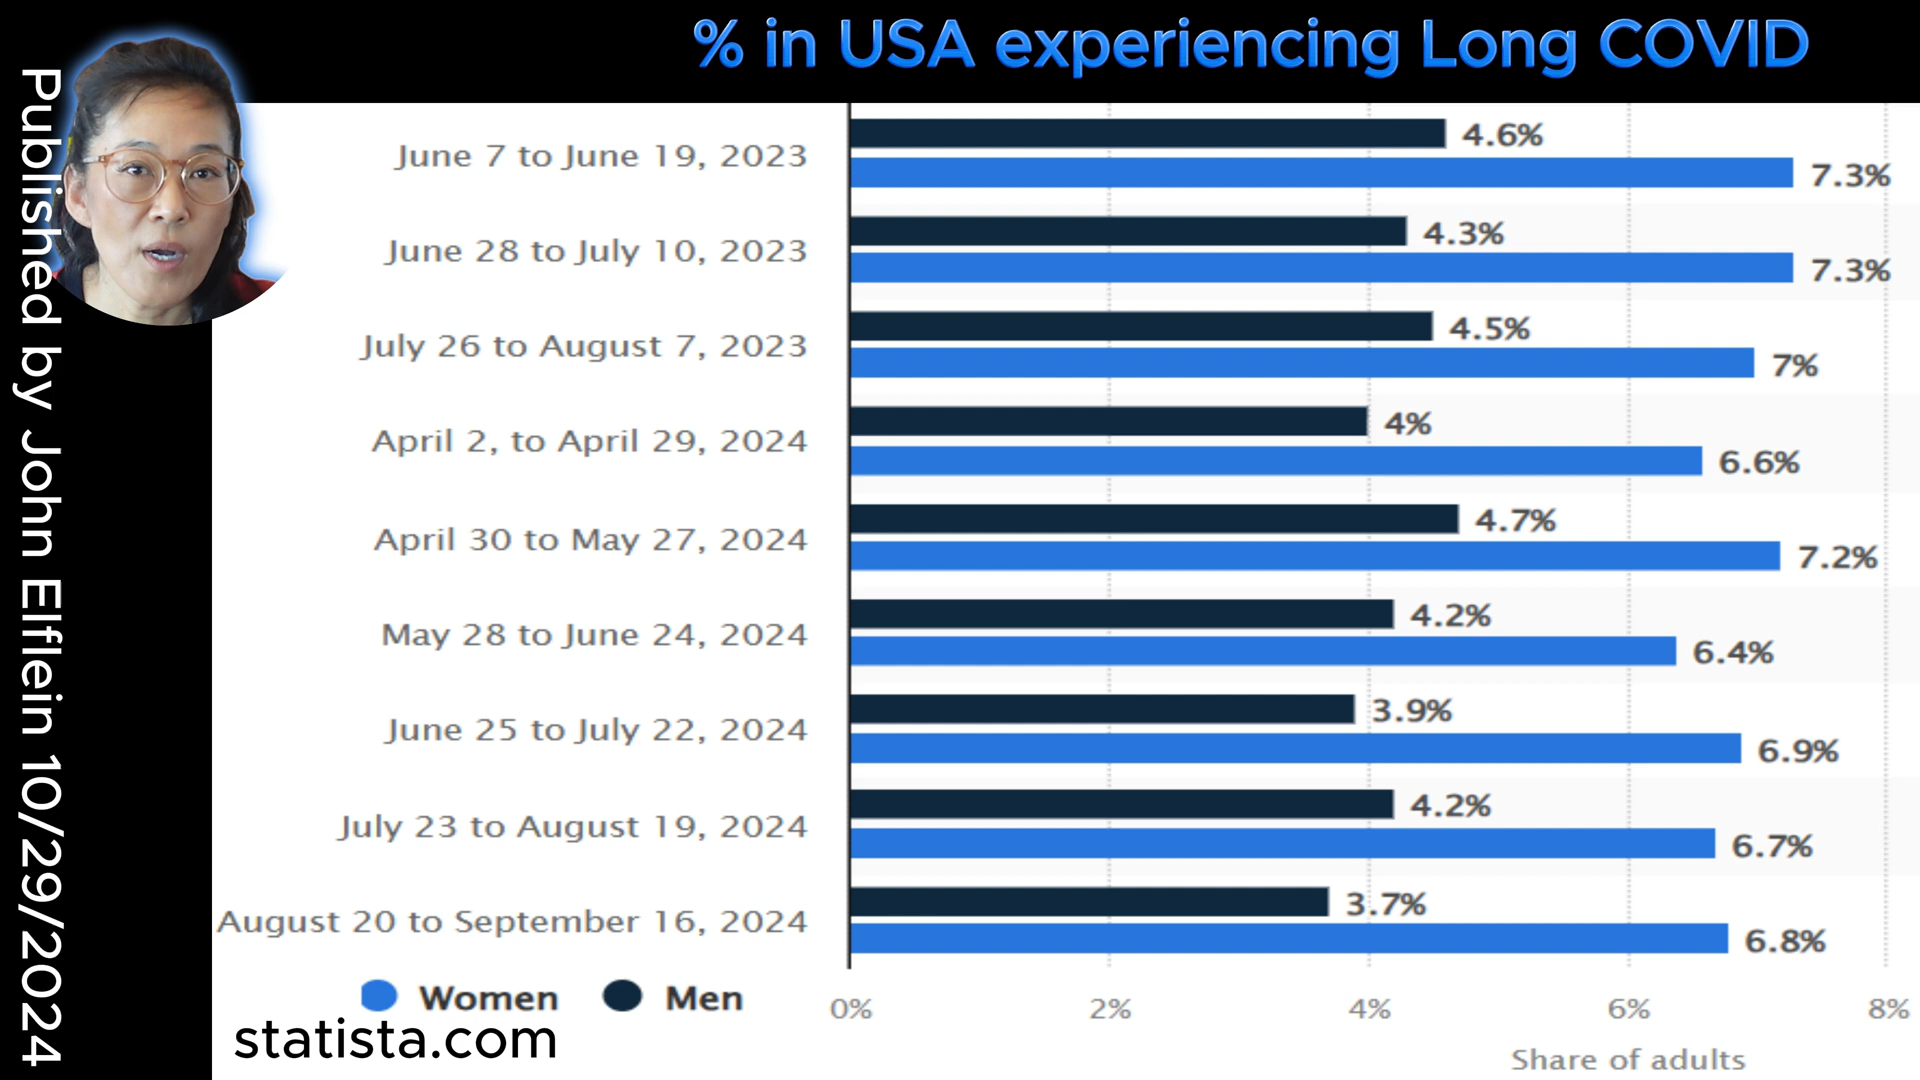 % in USA experiencing Long COVID
Published by John Elflein 10/29/2024
June 7 to June 19, 2023
4.6%
7.3%
June 28 to July 10, 2023
4.3%
7.3%
July 26 to August 7, 2023
4.5%
7%
April 2, to April 29, 2024
4%
6.6%
April 30 to May 27, 2024
4.7%
7.2%
May 28 to June 24, 2024
4.2%
6.4%
June 25 to July 22, 2024
3.9%
6.9%
July 23 to August 19, 2024
4.2%
6.7%
August 20 to September 16, 2024
3.7%
6.8%
Women Men
0% 2% 4% 6% 8%
statista.com
Share of adults